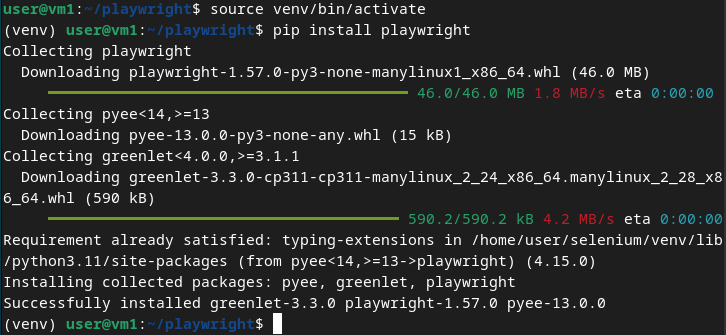 user@vm1:~/playwright$ source venv/bin/activate
(venv) user@vm1:~/playwright$ pip install playwright
Collecting playwright
  Downloading playwright-1.57.0-py3-none-manylinux1_x86_64.whl (46.0 MB)
     46.0/46.0 MB 1.8 MB/s eta 0:00:00
Collecting pyee<14,>=13
  Downloading pyee-13.0.0-py3-none-any.whl (15 kB)
Collecting greenlet<4.0.0,>=3.1.1
  Downloading greenlet-3.3.0-cp311-cp311-manylinux_2_24_x86_64.manylinux_2_28_x8
6_64.whl (590 kB)
     590.2/590.2 kB 4.2 MB/s eta 0:00:00
Requirement already satisfied: typing-extensions in /home/user/selenium/venv/lib
/python3.11/site-packages (from pyee<14,>=13->playwright) (4.15.0)
Installing collected packages: pyee, greenlet, playwright
Successfully installed greenlet-3.3.0 playwright-1.57.0 pyee-13.0.0
(venv) user@vm1:~/playwright$